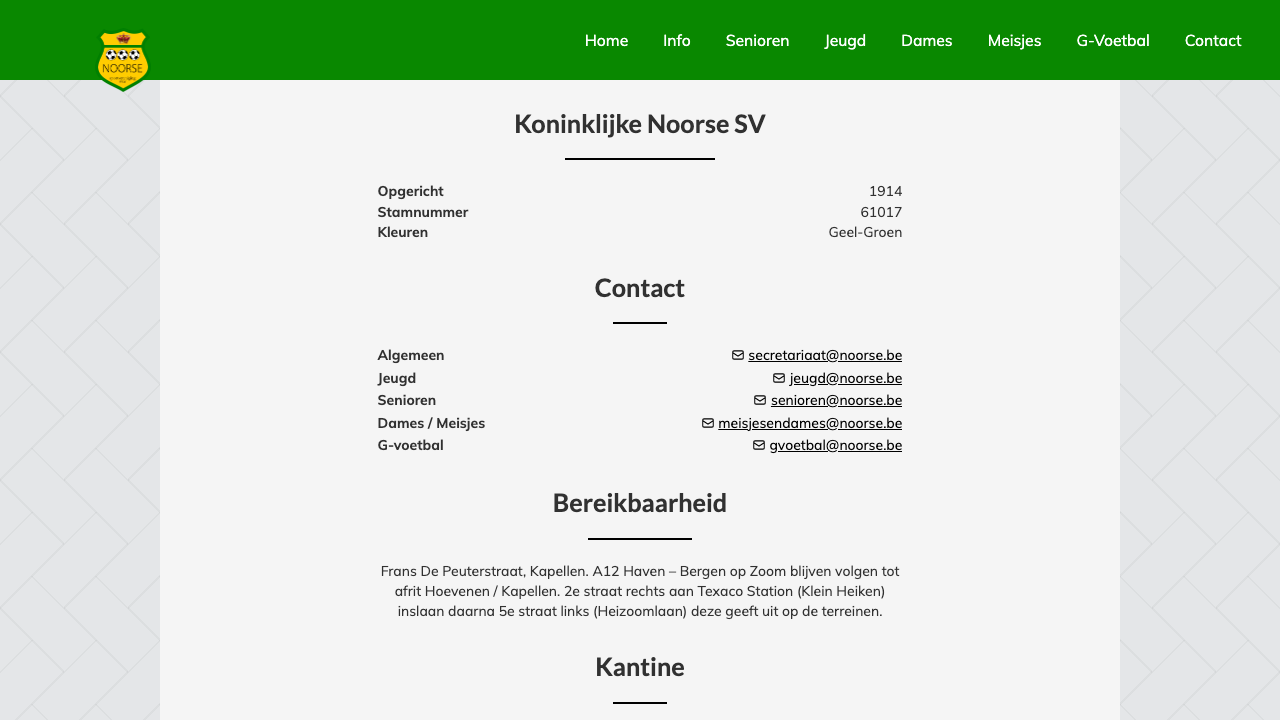 NOORSE
Home Info Senioren Jeugd Dames Meisjes G-Voetbal Contact
Koninklijke Noorse SV
Opgericht 1914
Stamnummer 61017
Kleuren Geel-Groen
Contact
Algemeen secretariaat@noorse.be
Jeugd jeugd@noorse.be
Senioren senioren@noorse.be
Dames / Meisjes meisjesendames@noorse.be
G-voetbal gvoetbal@noorse.be
Bereikbaarheid
Frans De Peuterstraat, Kapellen. A12 Haven – Bergen op Zoom blijven volgen tot
afrit Hoevenen / Kapellen. 2e straat rechts aan Texaco Station (Klein Heiken)
inslaan daarna 5e straat links (Heizoomlaan) deze geeft uit op de terreinen.
Kantine